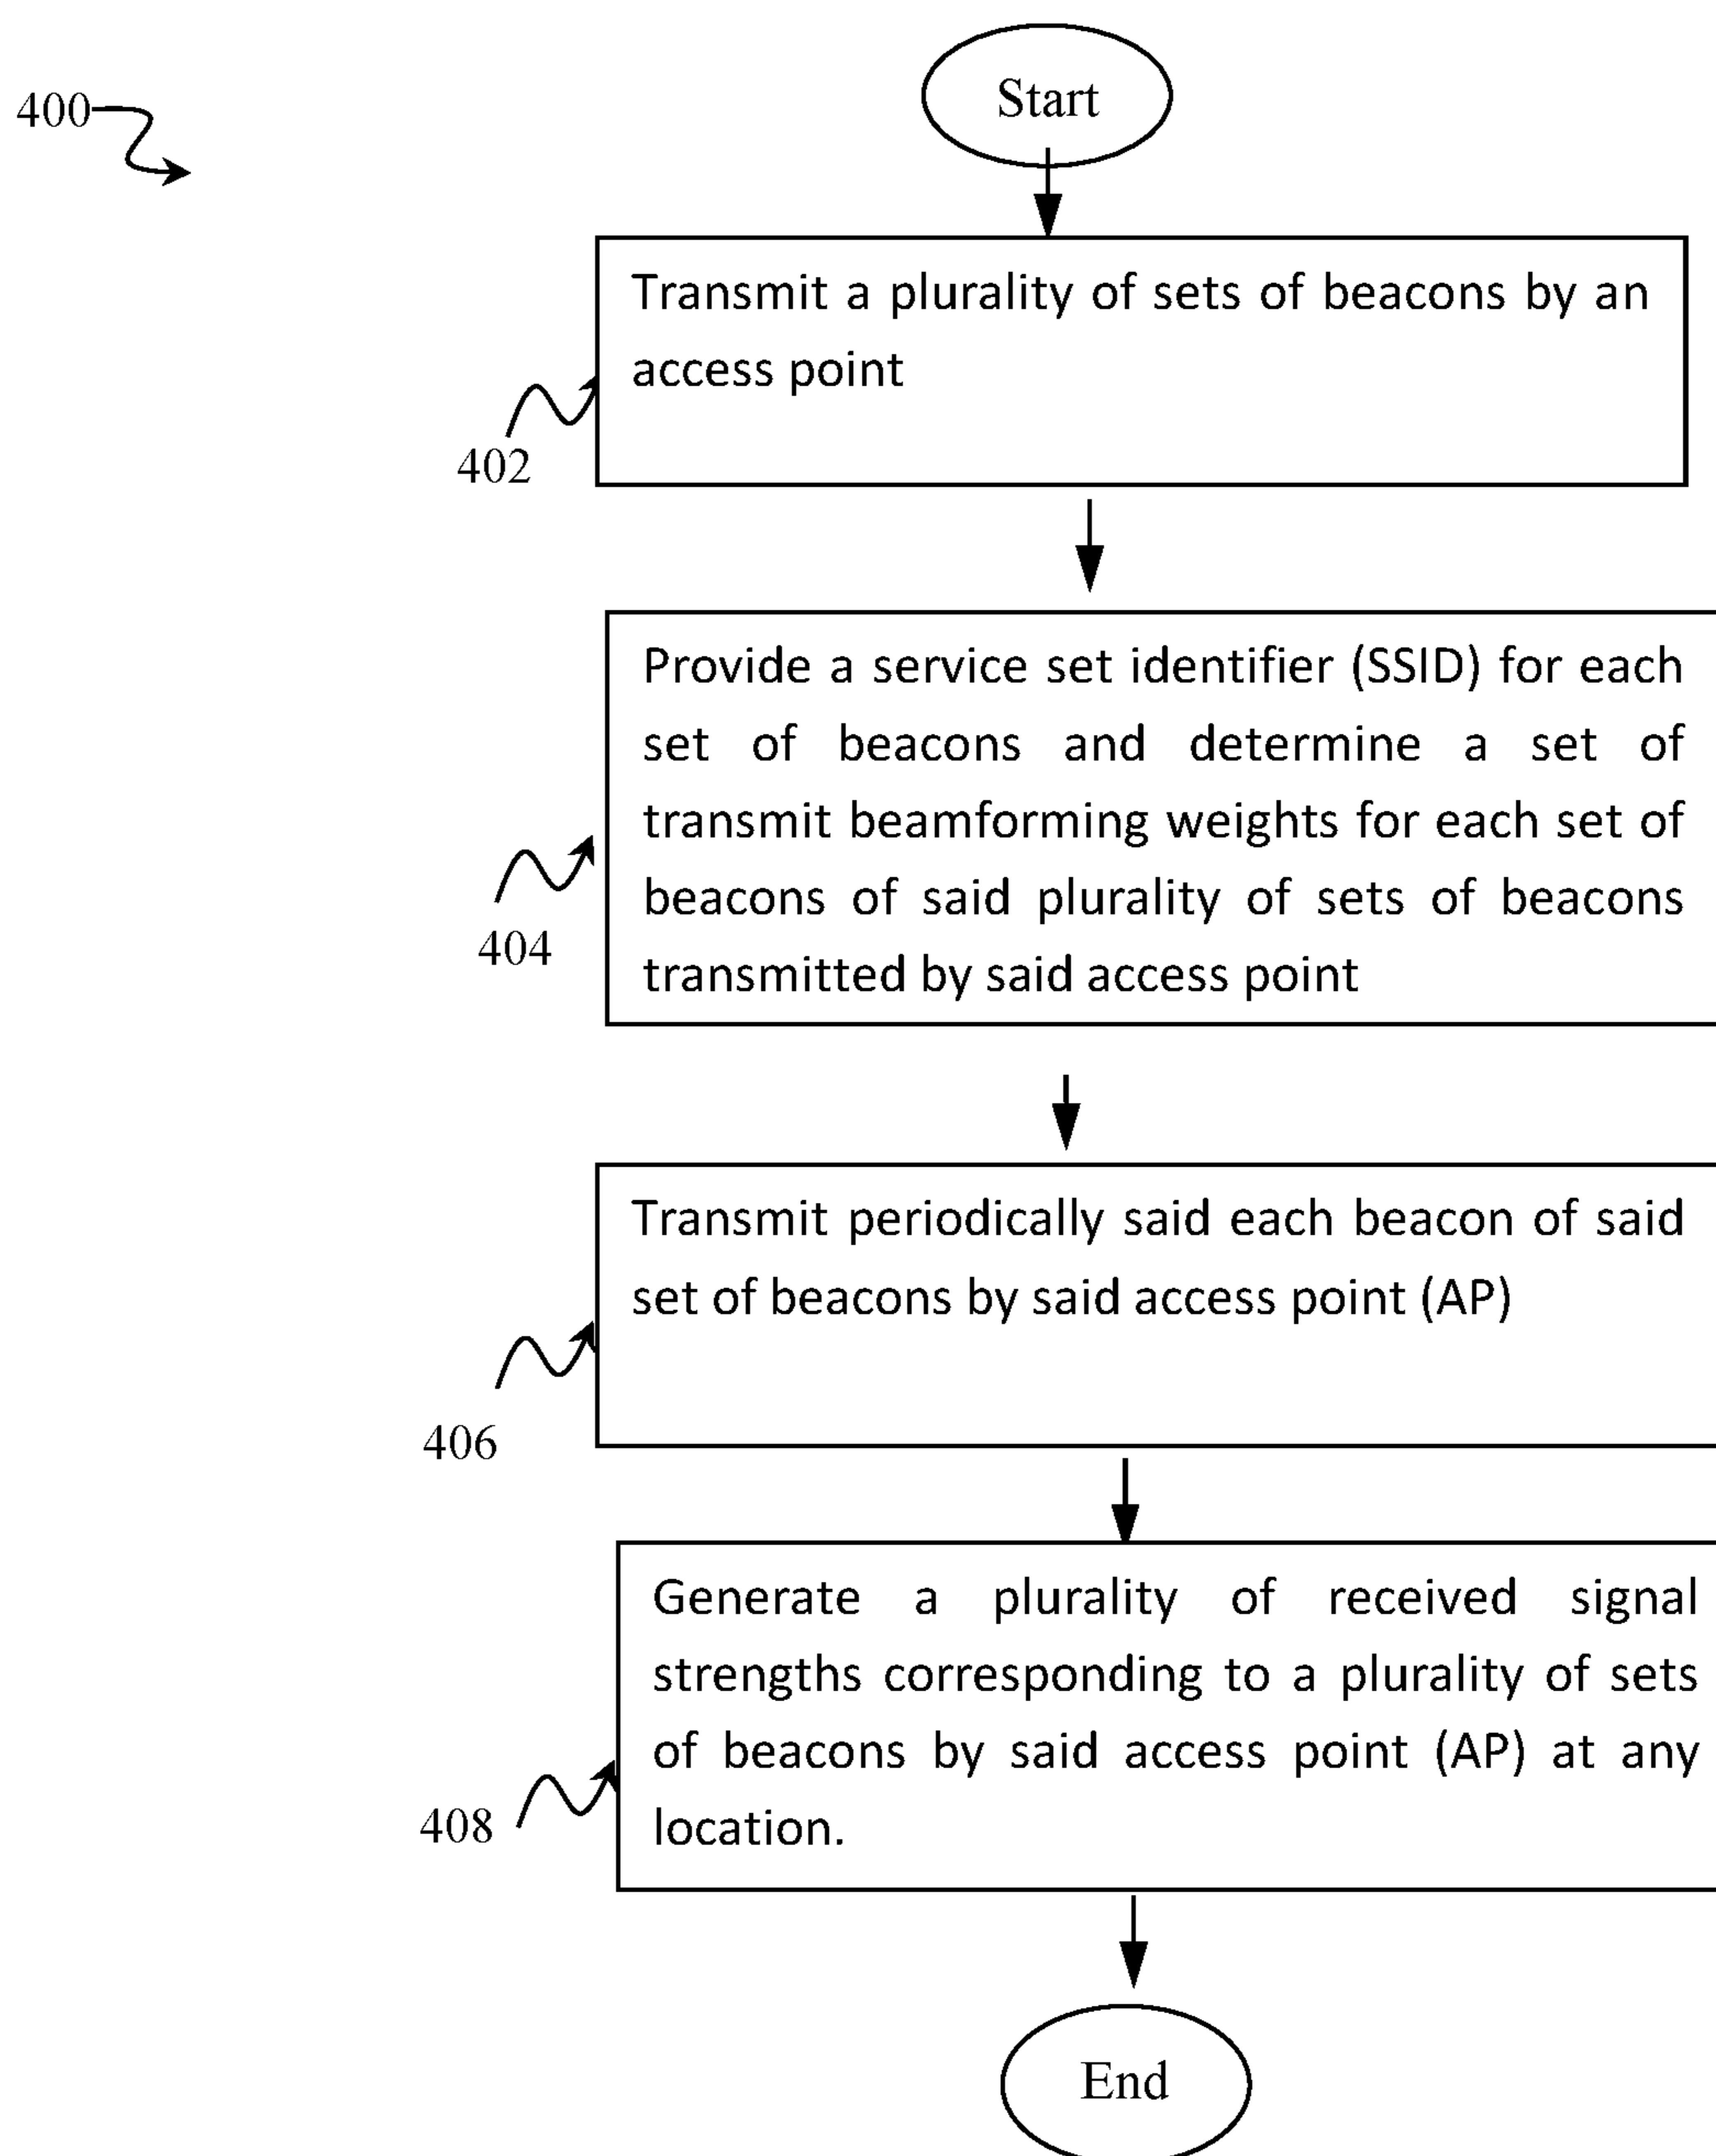 400
Start
Transmit a plurality of sets of beacons by an
access point
402
Provide a service set identifier (SSID) for each
set of beacons and determine a set of
transmit beamforming weights for each set of
beacons of said plurality of sets of beacons
transmitted by said access point
404
Transmit periodically said each beacon of said
set of beacons by said access point (AP)
406
Generate a plurality of received signal
strengths corresponding to a plurality of sets
of beacons by said access point (AP) at any
location.
408
End